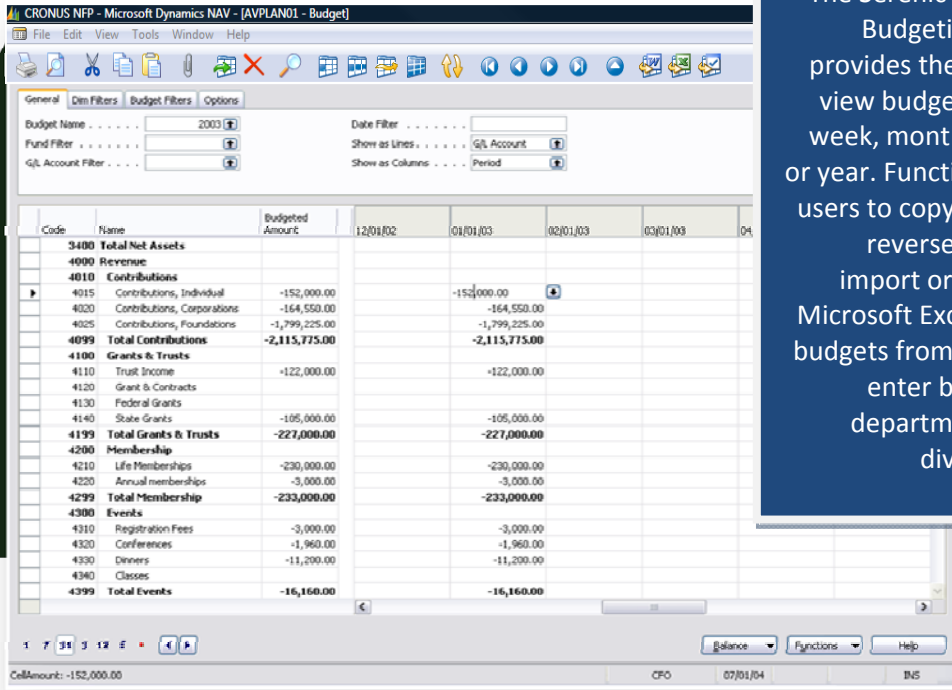 CRONUS NFP - Microsoft Dynamics NAV - [AVPLAN01 - Budget]
File Edit View Tools Window Help
General Dim Filters Budget Filters Options
Budget Name . . . . . . 2003 Date Filter . . . . . . .
Fund Filter . . . . . . . Show as Lines. . . . . G/L Account
G/L Account Filter . . . . Show as Columns . . . . Period
Code Name Budgeted Amount 12/01/02 01/01/03 02/01/03 03/01/03 04
3400 Total Net Assets
4000 Revenue
4010 Contributions
4015 Contributions, Individual -152,000.00 -152,000.00
4020 Contributions, Corporations -164,550.00 -164,550.00
4025 Contributions, Foundations -1,799,225.00 -1,799,225.00
4099 Total Contributions -2,115,775.00 -2,115,775.00
4100 Grants & Trusts
4110 Trust Income -122,000.00 -122,000.00
4120 Grant & Contracts
4130 Federal Grants
4140 State Grants -105,000.00 -105,000.00
4199 Total Grants & Trusts -227,000.00 -227,000.00
4200 Membership
4210 Life Memberships -230,000.00 -230,000.00
4220 Annual memberships -3,000.00 -3,000.00
4299 Total Membership -233,000.00 -233,000.00
4300 Events
4310 Registration Fees -3,000.00 -3,000.00
4320 Conferences -1,960.00 -1,960.00
4330 Dinners -11,200.00 -11,200.00
4340 Classes
4399 Total Events -16,160.00 -16,160.00
1 7 31 3 12
Balance Functions Help
CellAmount: -152,000.00 CFO 07/01/04 INS
Budgeti
provides the
view budge
week, mont
or year. Functi
users to copy
reverse
import or
Microsoft Exc
budgets from
enter b
departm
div